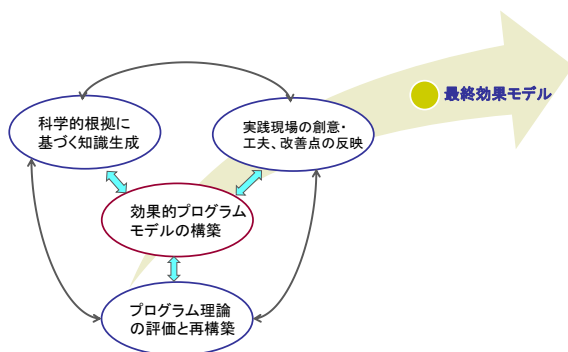 最終効果モデル
科学的根拠に
基づく知識生成
実践現場の創意・
工夫、改善点の反映
効果的プログラム
モデルの構築
プログラム理論
の評価と再構築